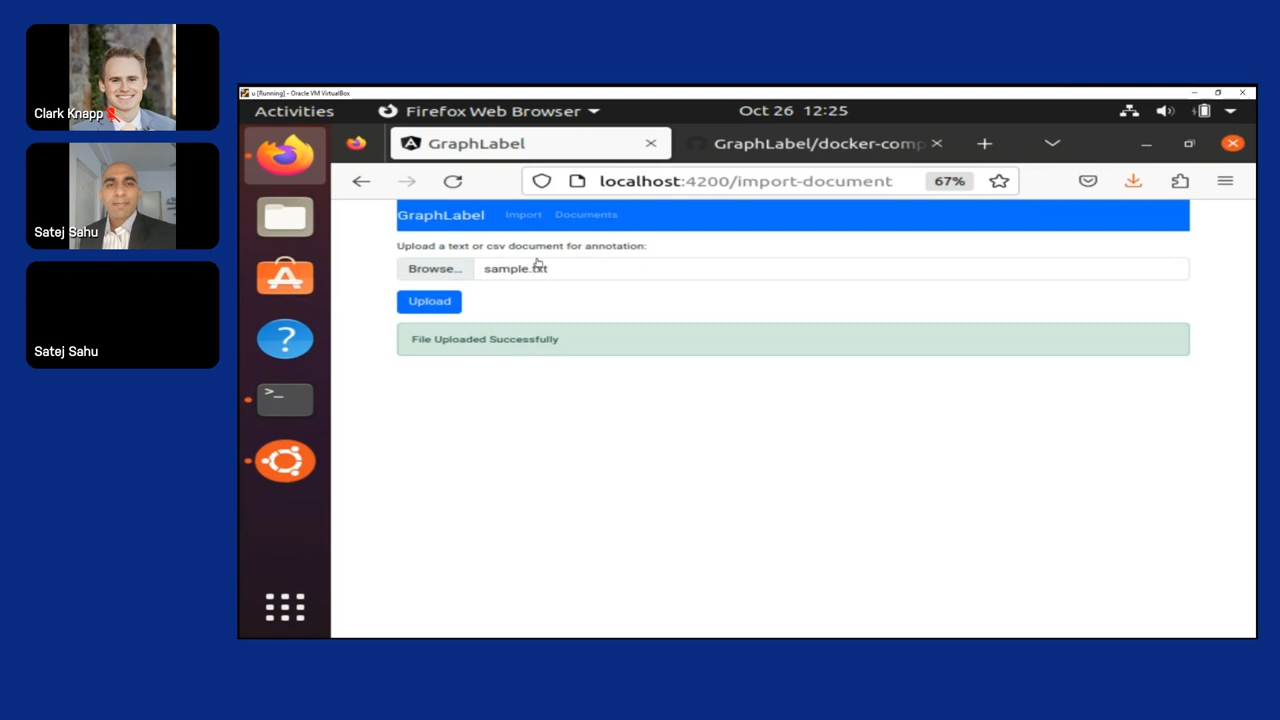 Clark Knapp
Satej Sahu
Satej Sahu
u [Running] - Oracle VM VirtualBox
Activities
Firefox Web Browser
Oct 26 12:25
GraphLabel
GraphLabel/docker-comp
localhost:4200/import-document
67%
GraphLabel Import Documents
Upload a text or csv document for annotation:
Browse... sample.txt
Upload
File Uploaded Successfully